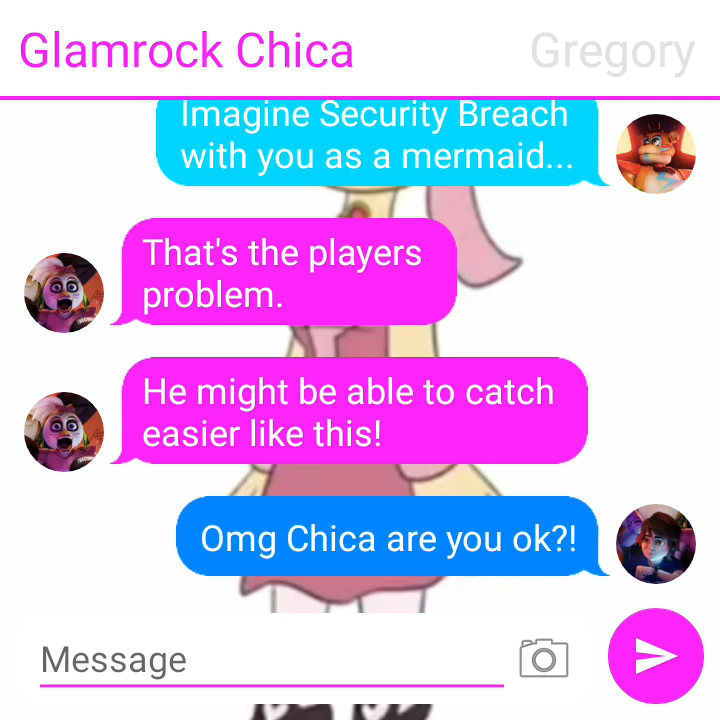 Glamrock Chica
Gregory
Imagine Security Breach
with you as a mermaid...
That's the players
problem.
He might be able to catch
easier like this!
Omg Chica are you ok?!
Message